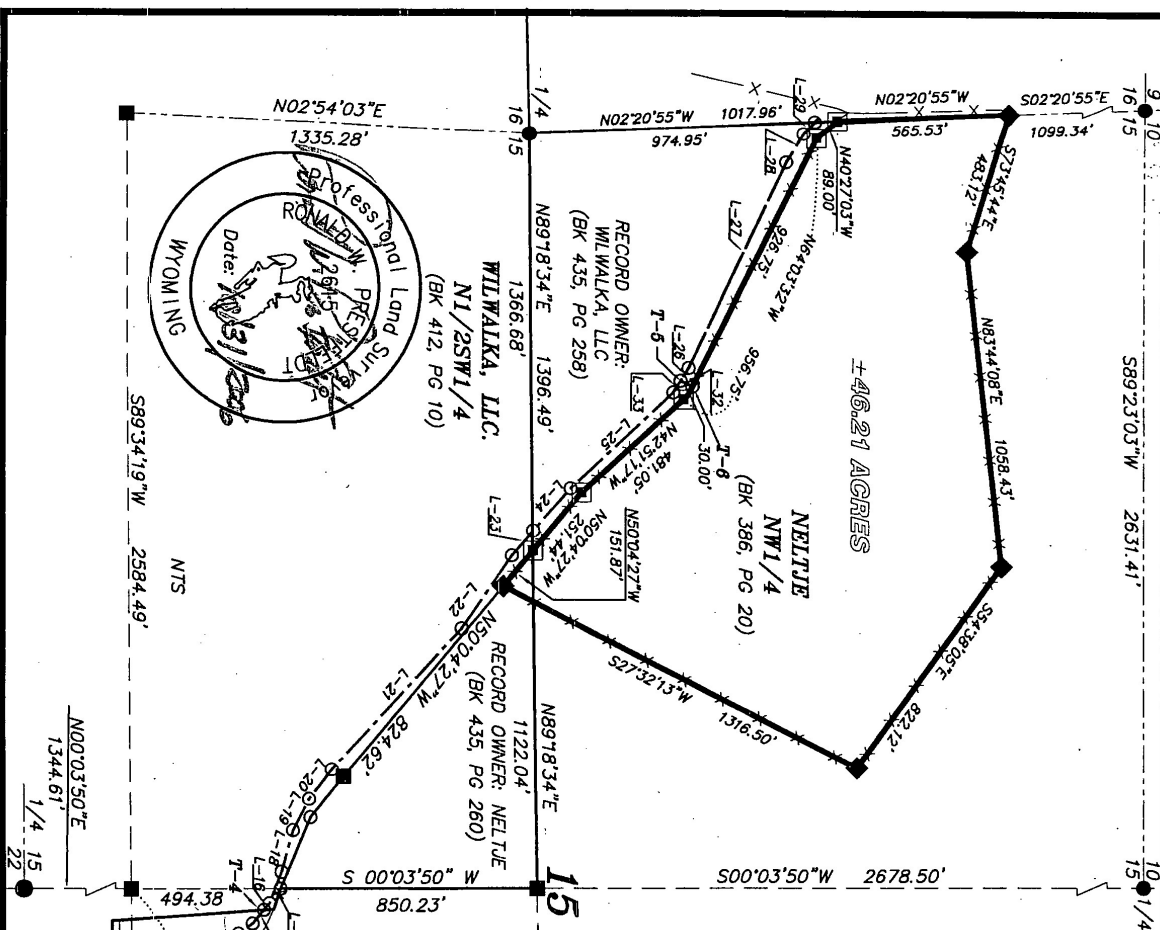 9 10
16 15
S02°20'55"E
1099.34'
N02°20'55"W
565.53'
1017.96'
N02°20'55"W
974.95'
1/4
16 15
N02°54'03"E
1335.28'
L-29
L-28
N40°27'03"W
89.00'
S73°45'44"E
483.12'
N83°44'08"E
1058.43'
S89°23'03"W 2631.41'
S54°38'05"E
822.12'
S27°32'13"W
1316.50'
±46.21 ACRES
NELTJE
NW1/4
(BK 386, PG 20)
N64°03'32"W
956.75'
926.75'
L-27
L-26
T-5
L-33
L-32
T-6
30.00'
L-25
N42°51'17"W
481.05'
L-24
L-23
N50°04'27"W
251.44'
N50°04'27"W
151.87'
RECORD OWNER:
WILWALKA, LLC
(BK 435, PG 258)
N89°18'34"E
1366.68' 1396.49'
WILWALKA, LLC.
N1/2SW1/4
(BK 412, PG 10)
Professional Land Surveyor
RONALD W.
PRESTFELDT
2615
Date:
WYOMING
S89°34'19"W 2584.49'
NTS
L-22
L-21
N50°04'27"W
824.62'
RECORD OWNER: NELTJE
(BK 435, PG 260)
N89°18'34"E
1122.04'
L-20
L-19
L-18
L-16
T-4
L-
494.38
S 00°03'50" W
850.23'
15
S00°03'50"W 2678.50'
10
15
1/4
N00°03'50"E
1344.61'
1/4
15
22